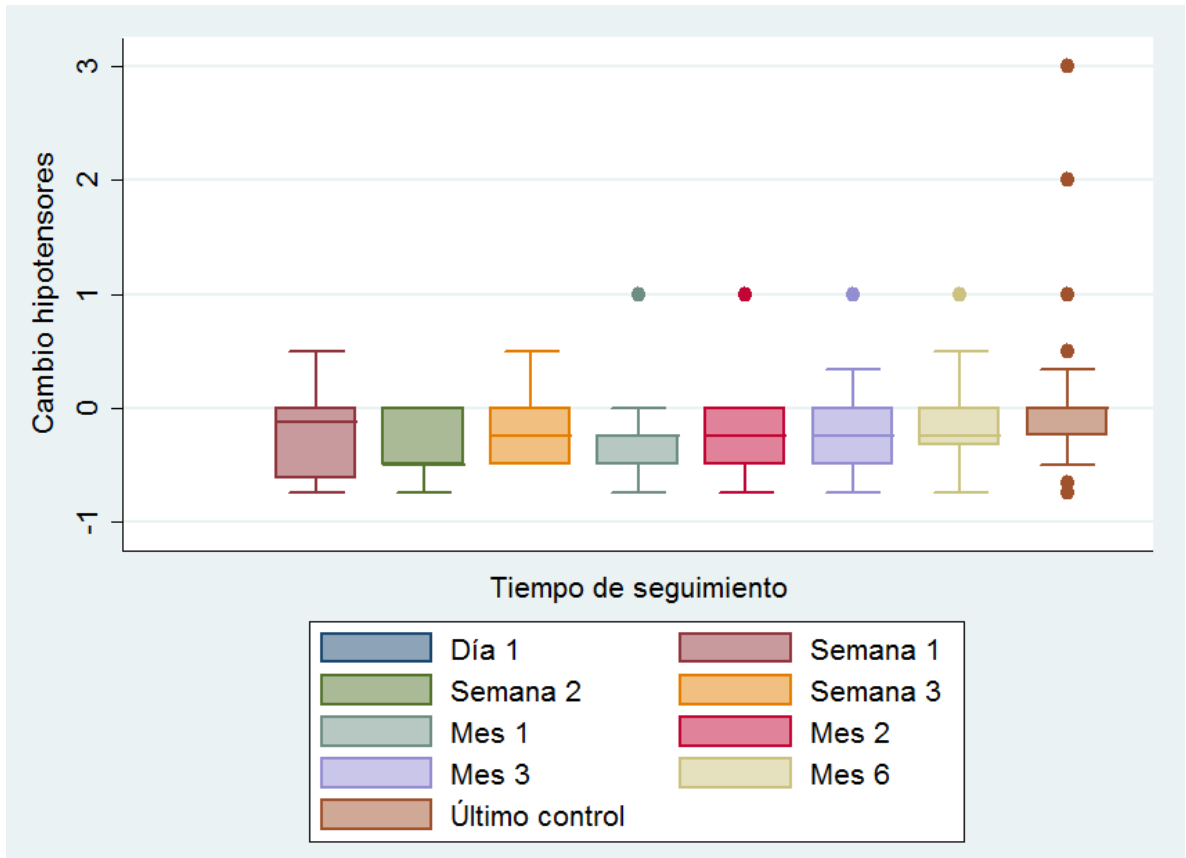 Cambio hipotensores
3
2
1
0
-1
Tiempo de seguimiento
Día 1
Semana 1
Semana 2
Semana 3
Mes 1
Mes 2
Mes 3
Mes 6
Último control